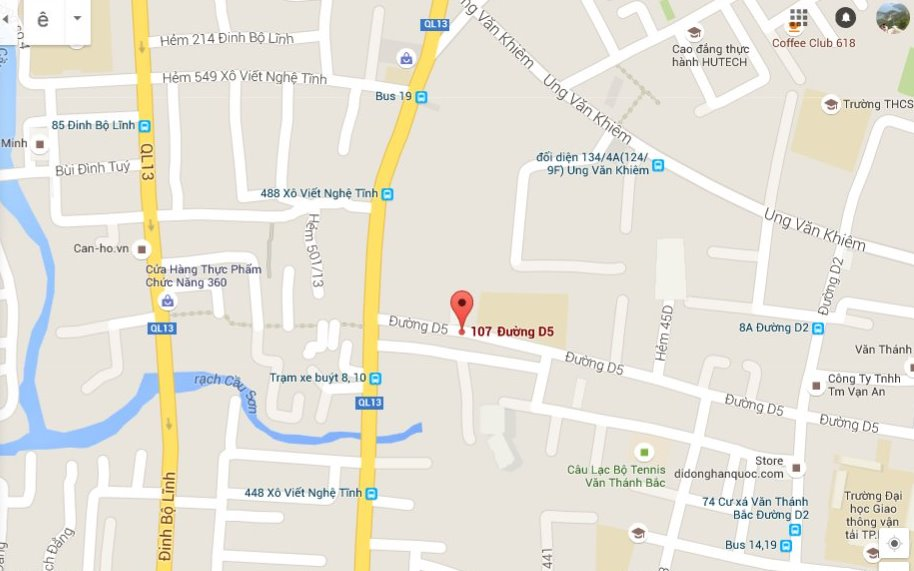 ê
QL13
Ung Văn Khiêm
Hẻm 214 Đinh Bộ Lĩnh
Cao đẳng thực
hành HUTECH
Coffee Club 618
Hẻm 549 Xô Viết Nghệ Tĩnh
Ung Văn Khiêm
Bus 19
Trường THCS
85 Đinh Bộ Lĩnh
Minh
QL13
Bùi Đình Tuý
đối diện 134/4A(124/
9F) Ung Văn Khiêm
488 Xô Viết Nghệ Tĩnh
Ung Văn Khiêm
Hẻm 501/13
Can-ho.vn
Cửa Hàng Thực Phẩm
Chức Năng 360
Đường D2
QL13
Đường D5
107 Đường D5
Hẻm 45D
8A Đường D2
Văn Thánh
Đường D5
Trạm xe buýt 8, 10
rạch Cầu Sơn
Công Ty Tnhh
Tm Vạn An
QL13
Đường D5
Đường D5
Store
didonghanquoc.com
Câu Lạc Bộ Tennis
Văn Thánh Bắc
448 Xô Viết Nghệ Tĩnh
Đinh Bộ Lĩnh
74 Cư xá Văn Thánh
Bắc Đường D2
Trường Đại
học Giao
thông vận
tải TP.
Bus 14,19
441